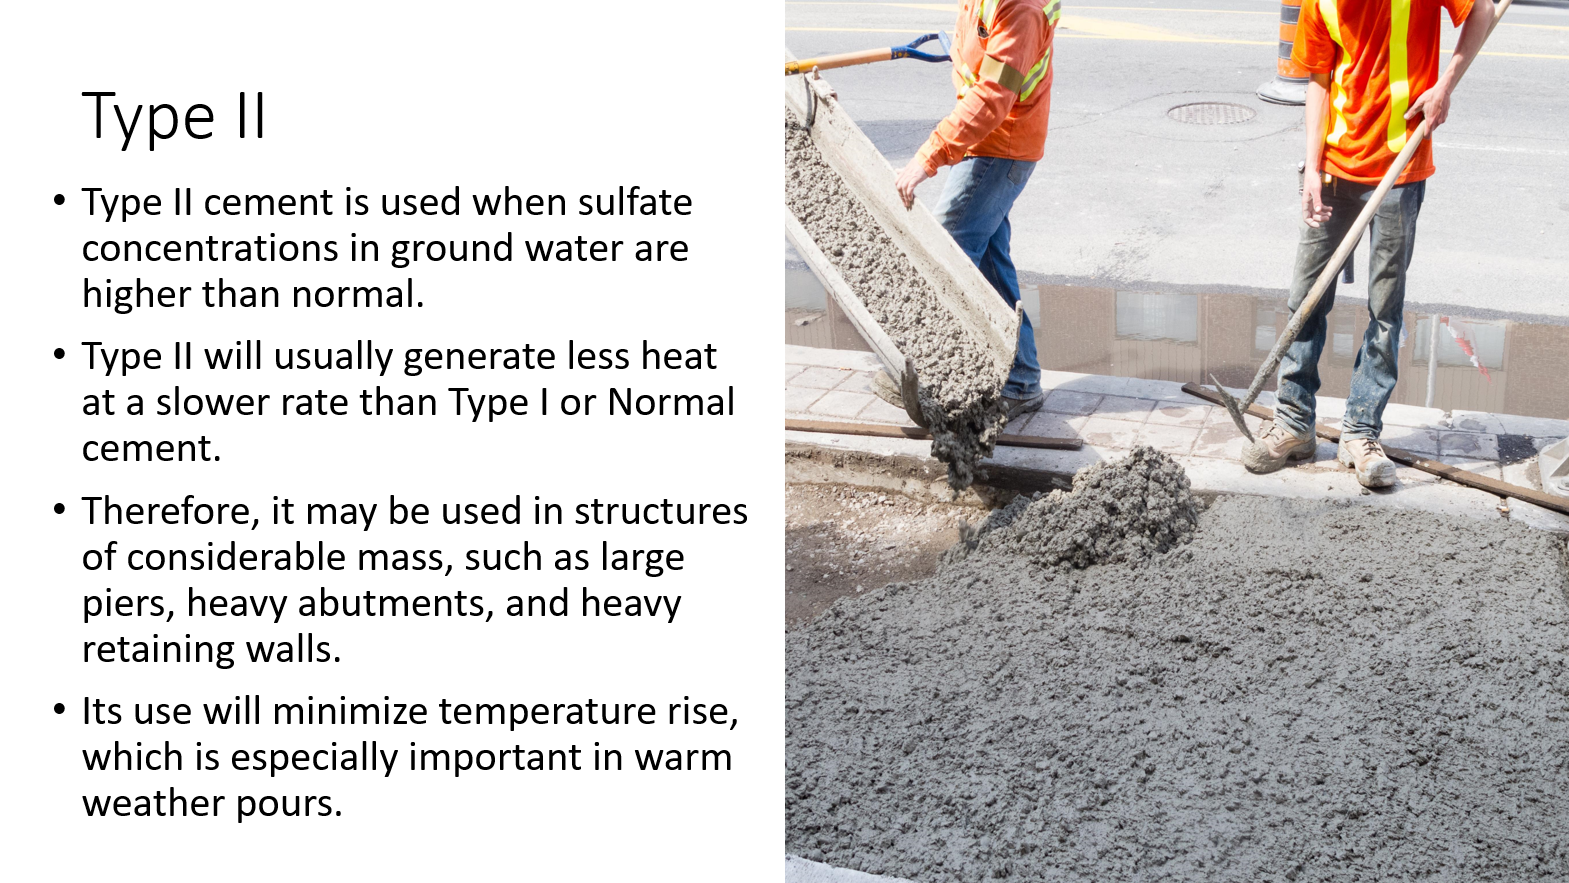 Type II
• Type II cement is used when sulfate
concentrations in ground water are
higher than normal.
• Type II will usually generate less heat
at a slower rate than Type I or Normal
cement.
• Therefore, it may be used in structures
of considerable mass, such as large
piers, heavy abutments, and heavy
retaining walls.
• Its use will minimize temperature rise,
which is especially important in warm
weather pours.